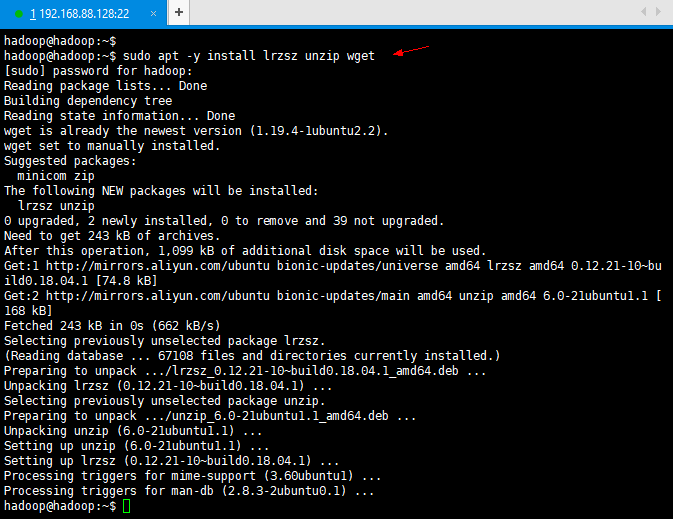 1 192.168.88.128:22 × +
hadoop@hadoop:~$
hadoop@hadoop:~$ sudo apt -y install lrzsz unzip wget
[sudo] password for hadoop:
Reading package lists... Done
Building dependency tree
Reading state information... Done
wget is already the newest version (1.19.4-1ubuntu2.2).
wget set to manually installed.
Suggested packages:
  minicom zip
The following NEW packages will be installed:
  lrzsz unzip
0 upgraded, 2 newly installed, 0 to remove and 39 not upgraded.
Need to get 243 kB of archives.
After this operation, 1,099 kB of additional disk space will be used.
Get:1 http://mirrors.aliyun.com/ubuntu bionic-updates/universe amd64 lrzsz amd64 0.12.21-10~bu
ild0.18.04.1 [74.8 kB]
Get:2 http://mirrors.aliyun.com/ubuntu bionic-updates/main amd64 unzip amd64 6.0-21ubuntu1.1 [
168 kB]
Fetched 243 kB in 0s (662 kB/s)
Selecting previously unselected package lrzsz.
(Reading database ... 67108 files and directories currently installed.)
Preparing to unpack .../lrzsz_0.12.21-10~build0.18.04.1_amd64.deb ...
Unpacking lrzsz (0.12.21-10~build0.18.04.1) ...
Selecting previously unselected package unzip.
Preparing to unpack .../unzip_6.0-21ubuntu1.1_amd64.deb ...
Unpacking unzip (6.0-21ubuntu1.1) ...
Setting up unzip (6.0-21ubuntu1.1) ...
Setting up lrzsz (0.12.21-10~build0.18.04.1) ...
Processing triggers for mime-support (3.60ubuntu1) ...
Processing triggers for man-db (2.8.3-2ubuntu0.1) ...
hadoop@hadoop:~$